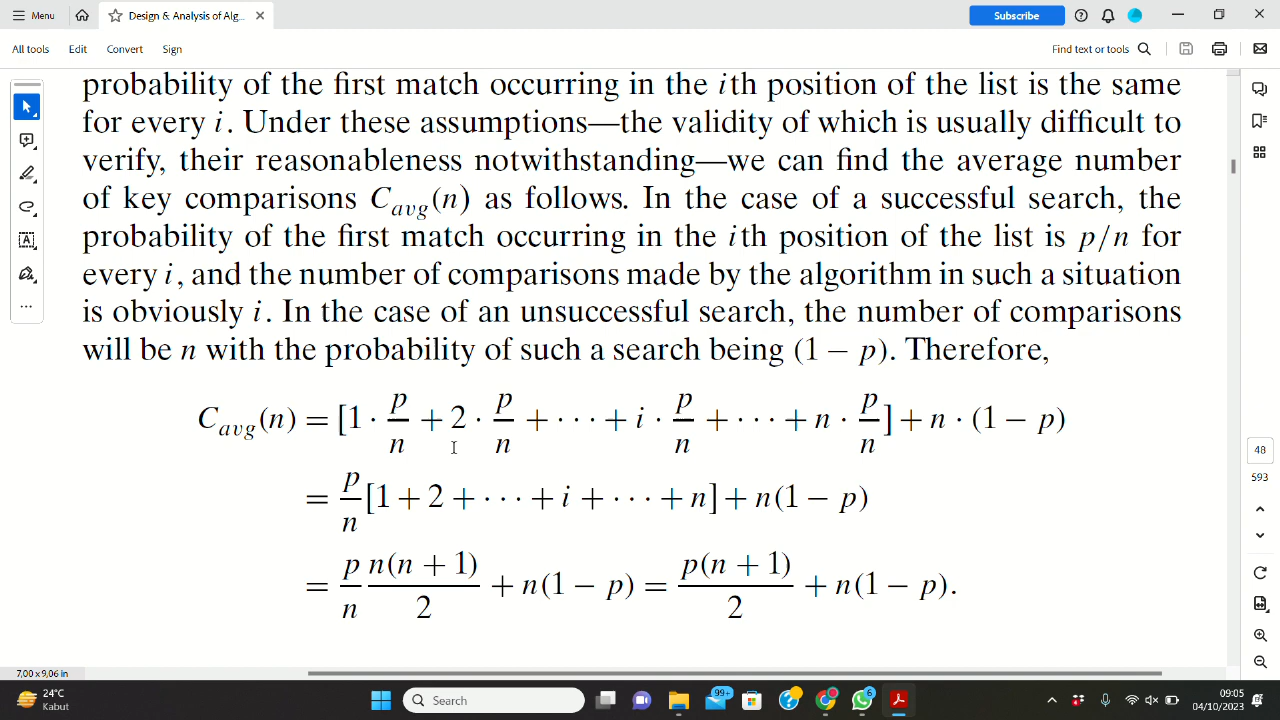 Menu
Design & Analysis of Alg...
Subscribe
All tools
Edit
Convert
Sign
Find text or tools
probability of the first match occurring in the ith position of the list is the same
for every i. Under these assumptions—the validity of which is usually difficult to
verify, their reasonableness notwithstanding—we can find the average number
of key comparisons C_avg(n) as follows. In the case of a successful search, the
probability of the first match occurring in the ith position of the list is p/n for
every i, and the number of comparisons made by the algorithm in such a situation
is obviously i. In the case of an unsuccessful search, the number of comparisons
will be n with the probability of such a search being (1 − p). Therefore,
C_avg(n) = [1 · p/n + 2 · p/n + · · · + i · p/n + · · · + n · p/n] + n · (1 − p)
= p/n [1 + 2 + · · · + i + · · · + n] + n(1 − p)
= p/n n(n + 1)/2 + n(1 − p) = p(n + 1)/2 + n(1 − p).
48
593
7,00 x 9,06 in
24°C
Kabut
Search
99+
6
09:05
04/10/2023